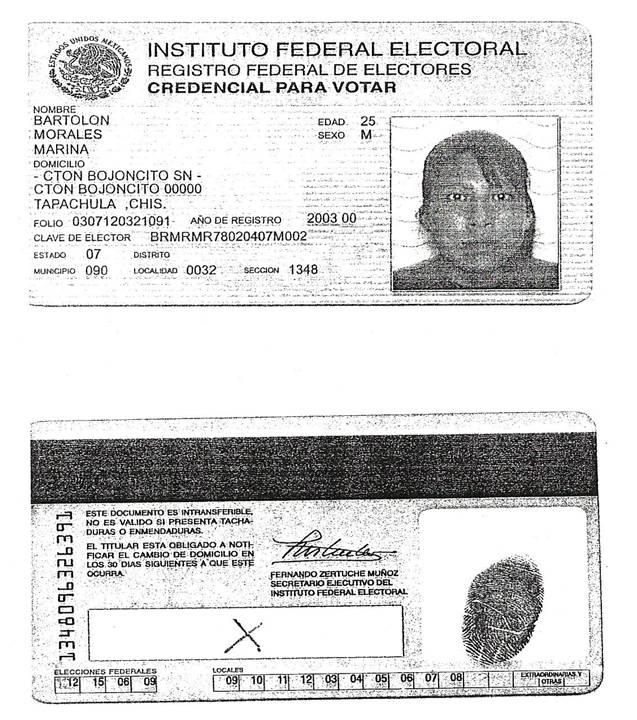 ESTADOS UNIDOS MEXICANOS
INSTITUTO FEDERAL ELECTORAL
REGISTRO FEDERAL DE ELECTORES
CREDENCIAL PARA VOTAR
NOMBRE
BARTOLON
MORALES
MARINA
EDAD 25
SEXO M
DOMICILIO
- CTON BOJONCITO SN -
CTON BOJONCITO 00000
TAPACHULA ,CHIS.
FOLIO 0307120321091 AÑO DE REGISTRO 2003 00
CLAVE DE ELECTOR BRMRMR78020407M002
ESTADO 07 DISTRITO
MUNICIPIO 090 LOCALIDAD 0032 SECCION 1348
ESTE DOCUMENTO ES INTRANSFERIBLE,
NO ES VALIDO SI PRESENTA TACHA-
DURAS O ENMENDADURAS.
EL TITULAR ESTA OBLIGADO A NOTI-
FICAR EL CAMBIO DE DOMICILIO EN
LOS 30 DIAS SIGUIENTES A QUE ESTE
OCURRA.
FERNANDO ZERTUCHE MUÑOZ
SECRETARIO EJECUTIVO DEL
INSTITUTO FEDERAL ELECTORAL
X
ELECCIONES FEDERALES
12 15 06 09
LOCALES
09 10 11 12 03 04 05 06 07 08
EXTRAORDINARIAS Y
OTRAS